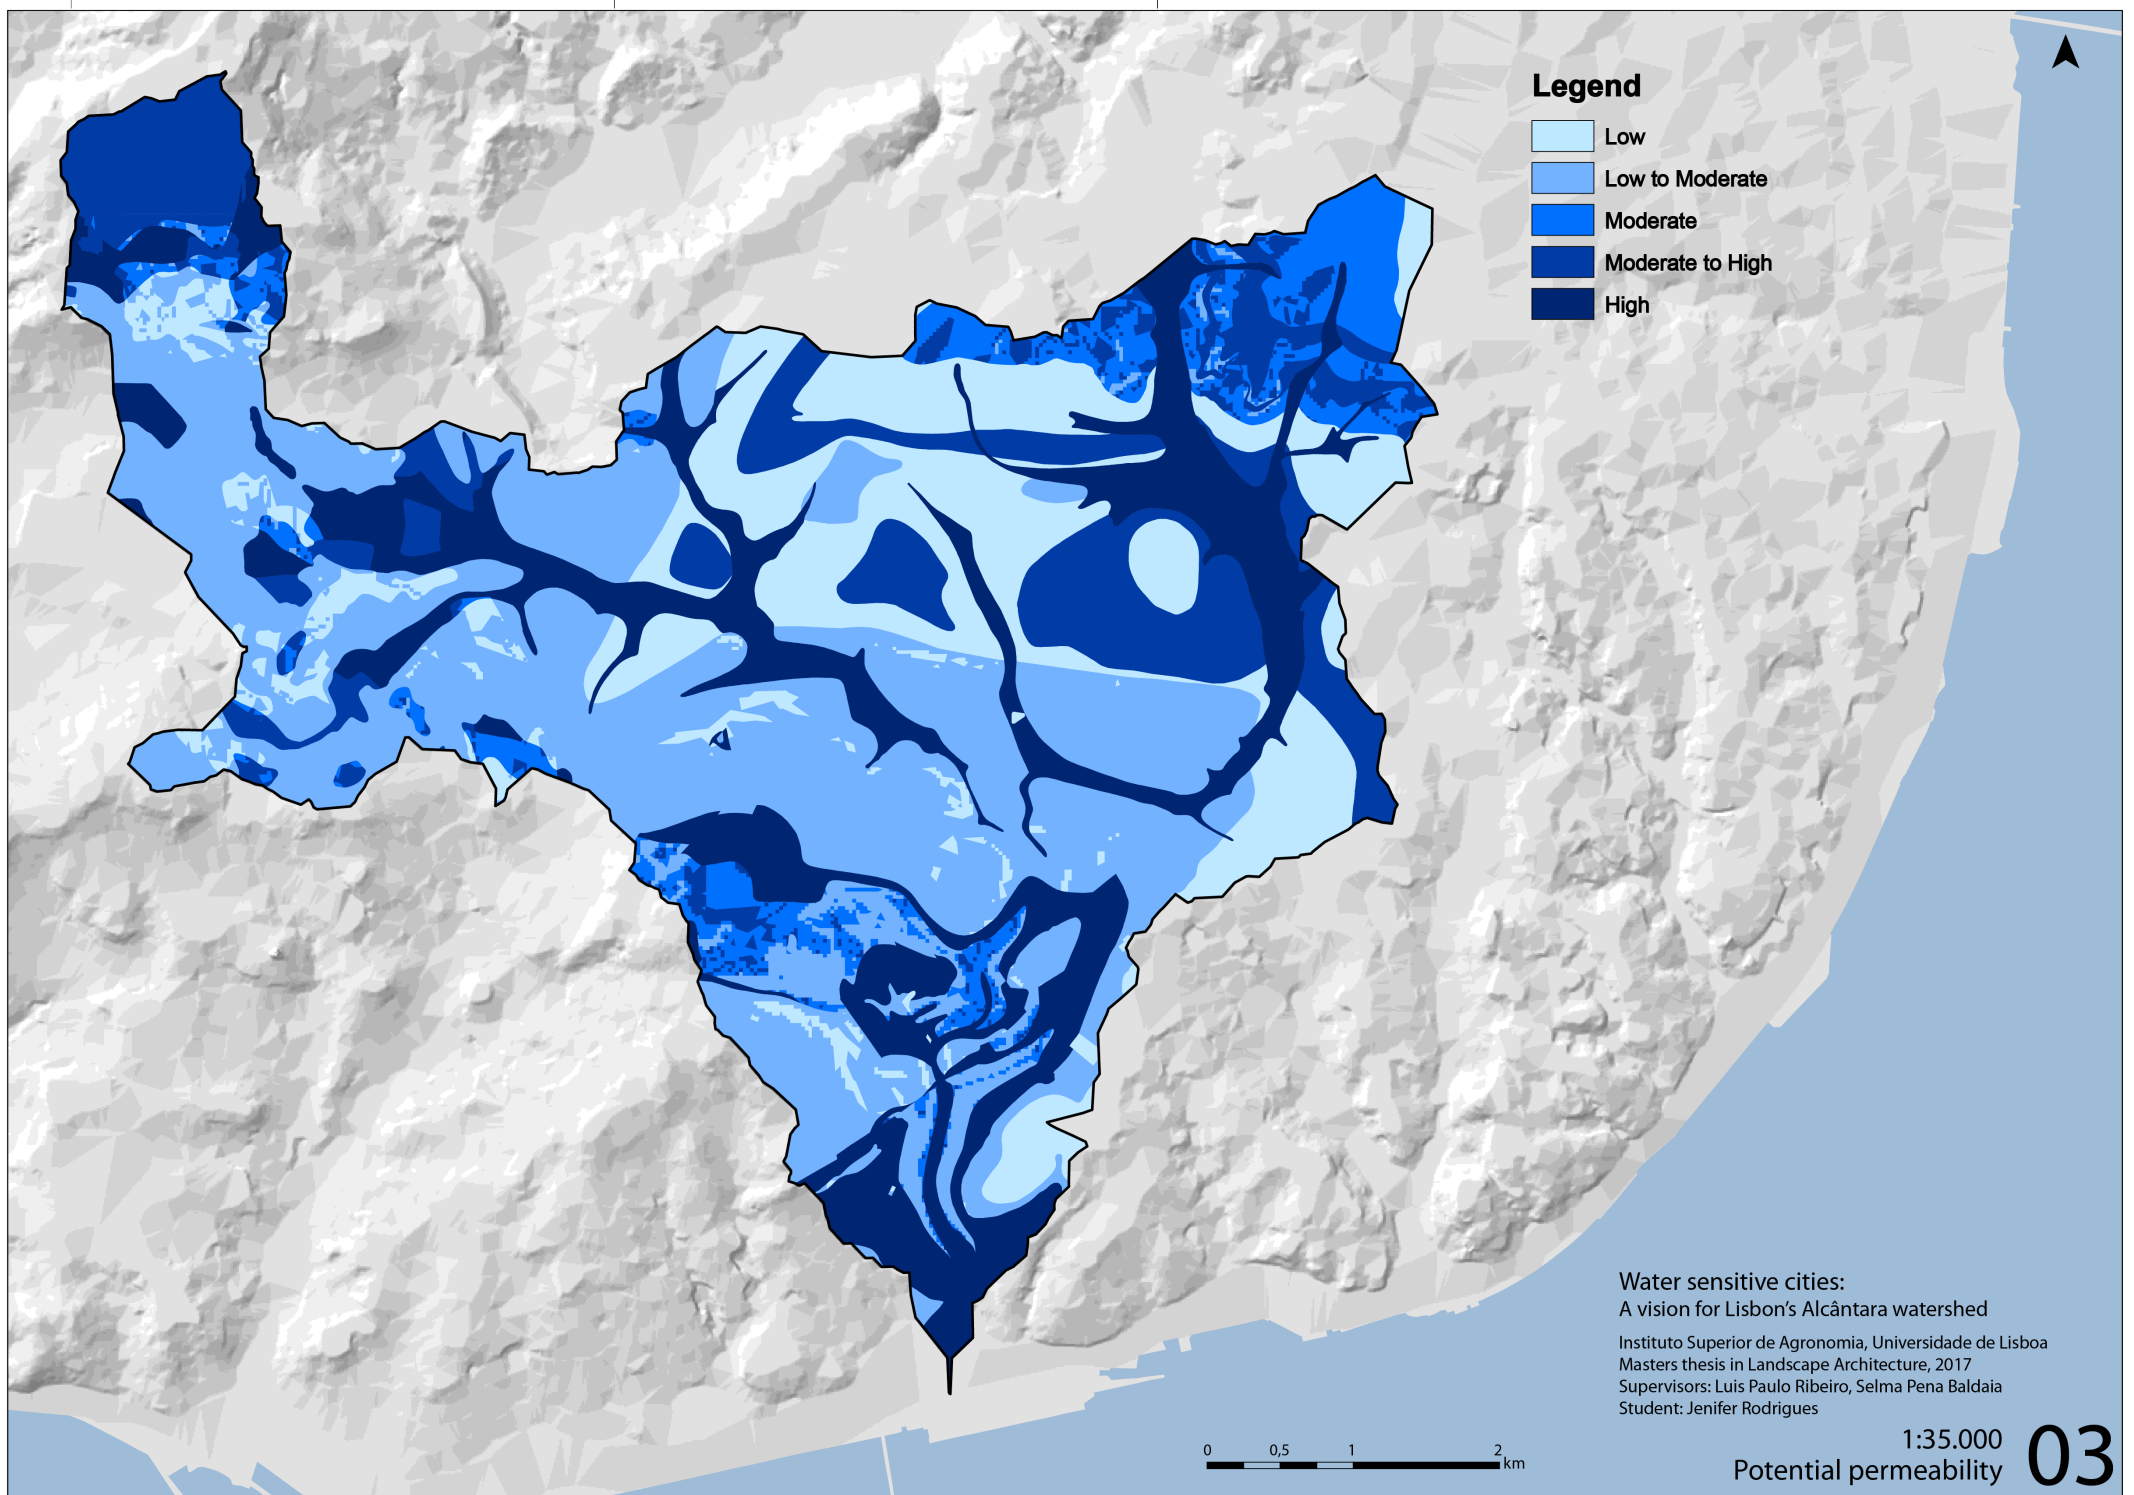 Legend
Low
Low to Moderate
Moderate
Moderate to High
High
Water sensitive cities:
A vision for Lisbon's Alcântara watershed
Instituto Superior de Agronomia, Universidade de Lisboa
Masters thesis in Landscape Architecture, 2017
Supervisors: Luis Paulo Ribeiro, Selma Pena Baldaia
Student: Jenifer Rodrigues
0 0,5 1 2 km
1:35.000
Potential permeability 03